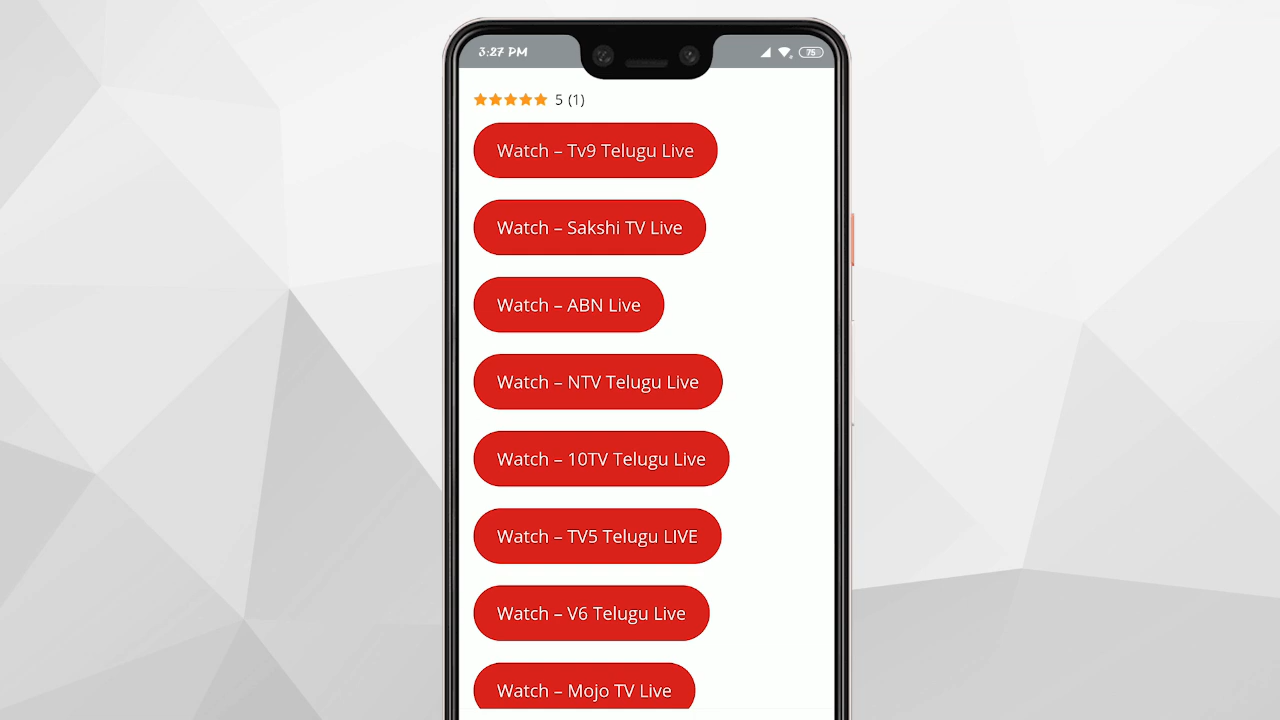 3:27 PM
75
5 (1)
Watch – Tv9 Telugu Live
Watch – Sakshi TV Live
Watch – ABN Live
Watch – NTV Telugu Live
Watch – 10TV Telugu Live
Watch – TV5 Telugu LIVE
Watch – V6 Telugu Live
Watch – Mojo TV Live